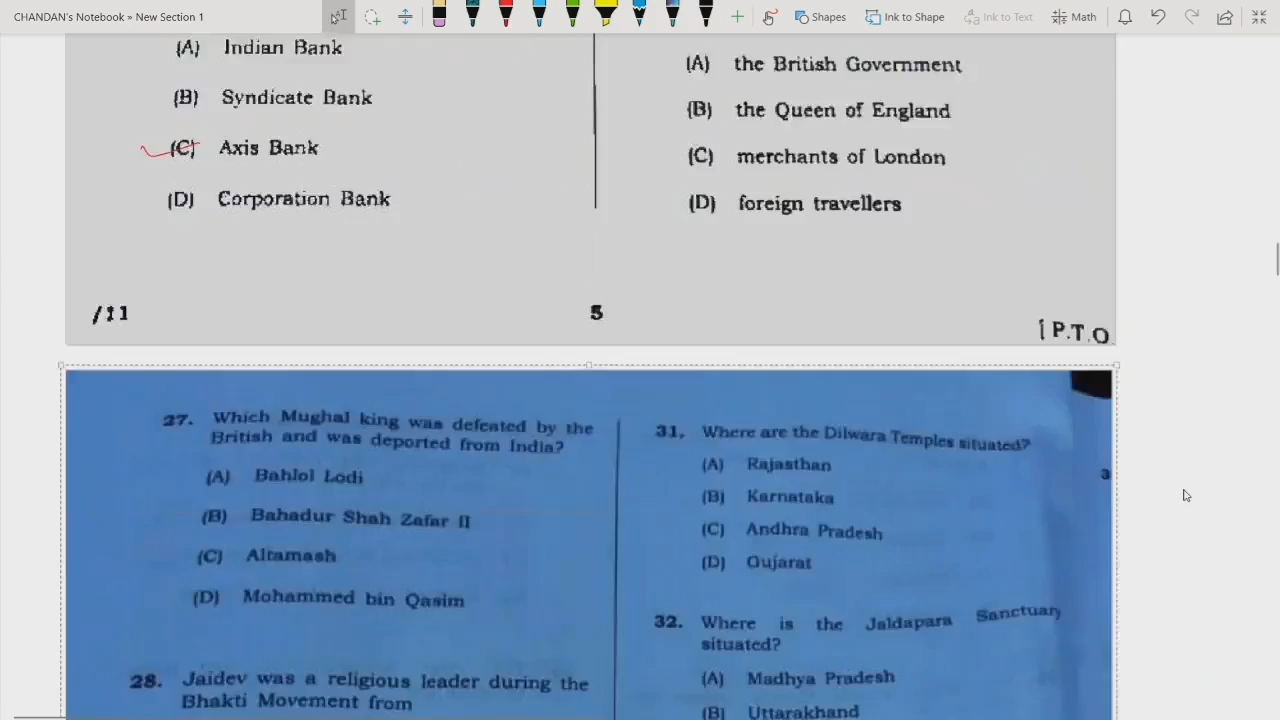 CHANDAN's Notebook » New Section 1
Shapes
Ink to Shape
Ink to Text
Math
(A) Indian Bank
(B) Syndicate Bank
(C) Axis Bank
(D) Corporation Bank
(A) the British Government
(B) the Queen of England
(C) merchants of London
(D) foreign travellers
/11
5
[ P.T.O
27. Which Mughal king was defeated by the
British and was deported from India?
(A) Bahlol Lodi
(B) Bahadur Shah Zafar II
(C) Altamash
(D) Mohammed bin Qasim
28. Jaidev was a religious leader during the
Bhakti Movement from
31. Where are the Dilwara Temples situated?
(A) Rajasthan
(B) Karnataka
(C) Andhra Pradesh
(D) Gujarat
32. Where is the Jaldapara Sanctuary
situated?
(A) Madhya Pradesh
(B) Uttarakhand
3